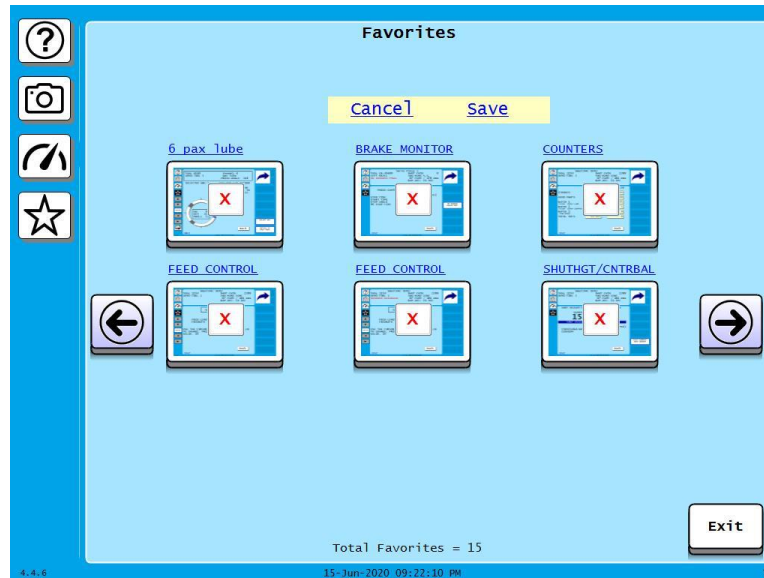 Favorites
Cancel Save
6 pax lube BRAKE MONITOR COUNTERS
X X X
FEED CONTROL FEED CONTROL SHUTHGT/CNTRBAL
X X X
15
Exit
Total Favorites = 15
4.4.6 15-Jun-2020 09:22:10 PM